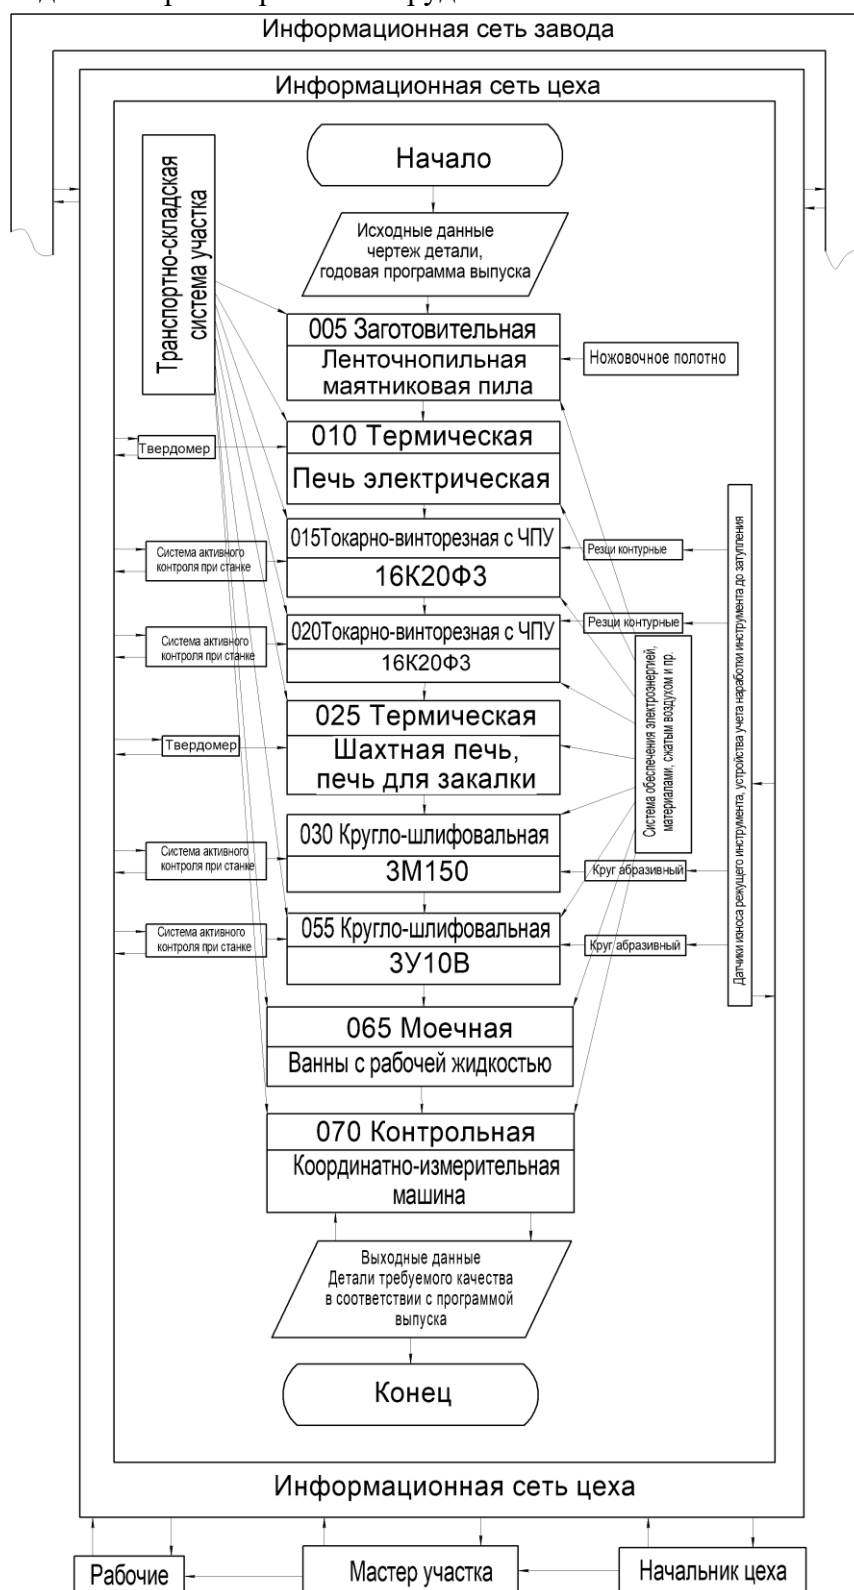 Информационная сеть завода
Информационная сеть цеха
Транспортно-складская
система участка
Начало
Исходные данные
чертеж детали,
годовая программа выпуска
005 Заготовительная
Ленточнопильная
маятниковая пила
Ножовочное полотно
010 Термическая
Печь электрическая
Твердомер
015Токарно-винторезная с ЧПУ
16К20Ф3
Система активного
контроля при станке
Резци контурные
020Токарно-винторезная с ЧПУ
16К20Ф3
Система активного
контроля при станке
Резци контурные
Система обеспечения электроэнергией,
материалами, сжатым воздухом и пр.
Датчики износа режущего инструмента, устройства учета наработки инструмента до затупления
025 Термическая
Шахтная печь,
печь для закалки
Твердомер
030 Кругло-шлифовальная
3М150
Система активного
контроля при станке
Круг абразивный
055 Кругло-шлифовальная
3У10В
Система активного
контроля при станке
Круг абразивный
065 Моечная
Ванны с рабочей жидкостью
070 Контрольная
Координатно-измерительная
машина
Выходные данные
Детали требуемого качества
в соответствии с программой
выпуска
Конец
Информационная сеть цеха
Рабочие
Мастер участка
Начальник цеха